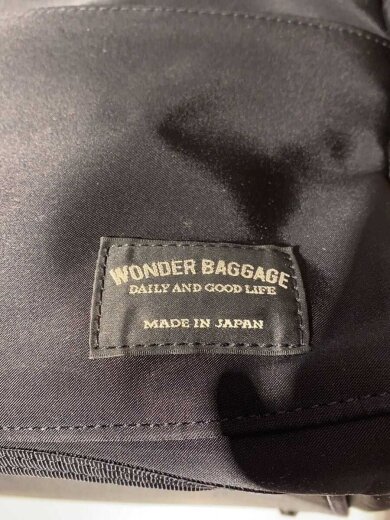 WONDER BAGGAGE
DAILY AND GOOD LIFE
MADE IN JAPAN